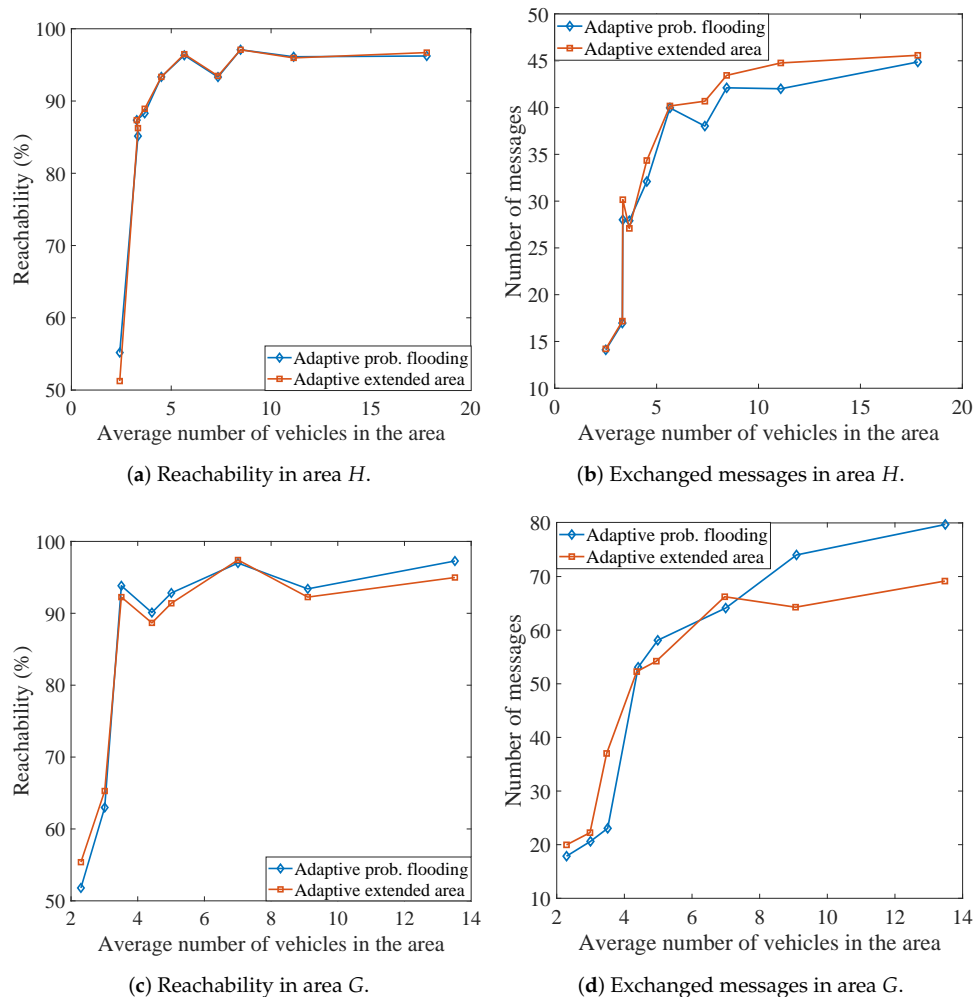 100
90
80
70
60
50
Reachability (%)
Adaptive prob. flooding
Adaptive extended area
0
5
10
15
20
Average number of vehicles in the area
(a) Reachability in area H.
50
45
40
35
30
25
20
15
10
Number of messages
Adaptive prob. flooding
Adaptive extended area
0
5
10
15
20
Average number of vehicles in the area
(b) Exchanged messages in area H.
100
90
80
70
60
50
Reachability (%)
Adaptive prob. flooding
Adaptive extended area
2
4
6
8
10
12
14
Average number of vehicles in the area
(c) Reachability in area G.
80
70
60
50
40
30
20
10
Number of messages
Adaptive prob. flooding
Adaptive extended area
2
4
6
8
10
12
14
Average number of vehicles in the area
(d) Exchanged messages in area G.